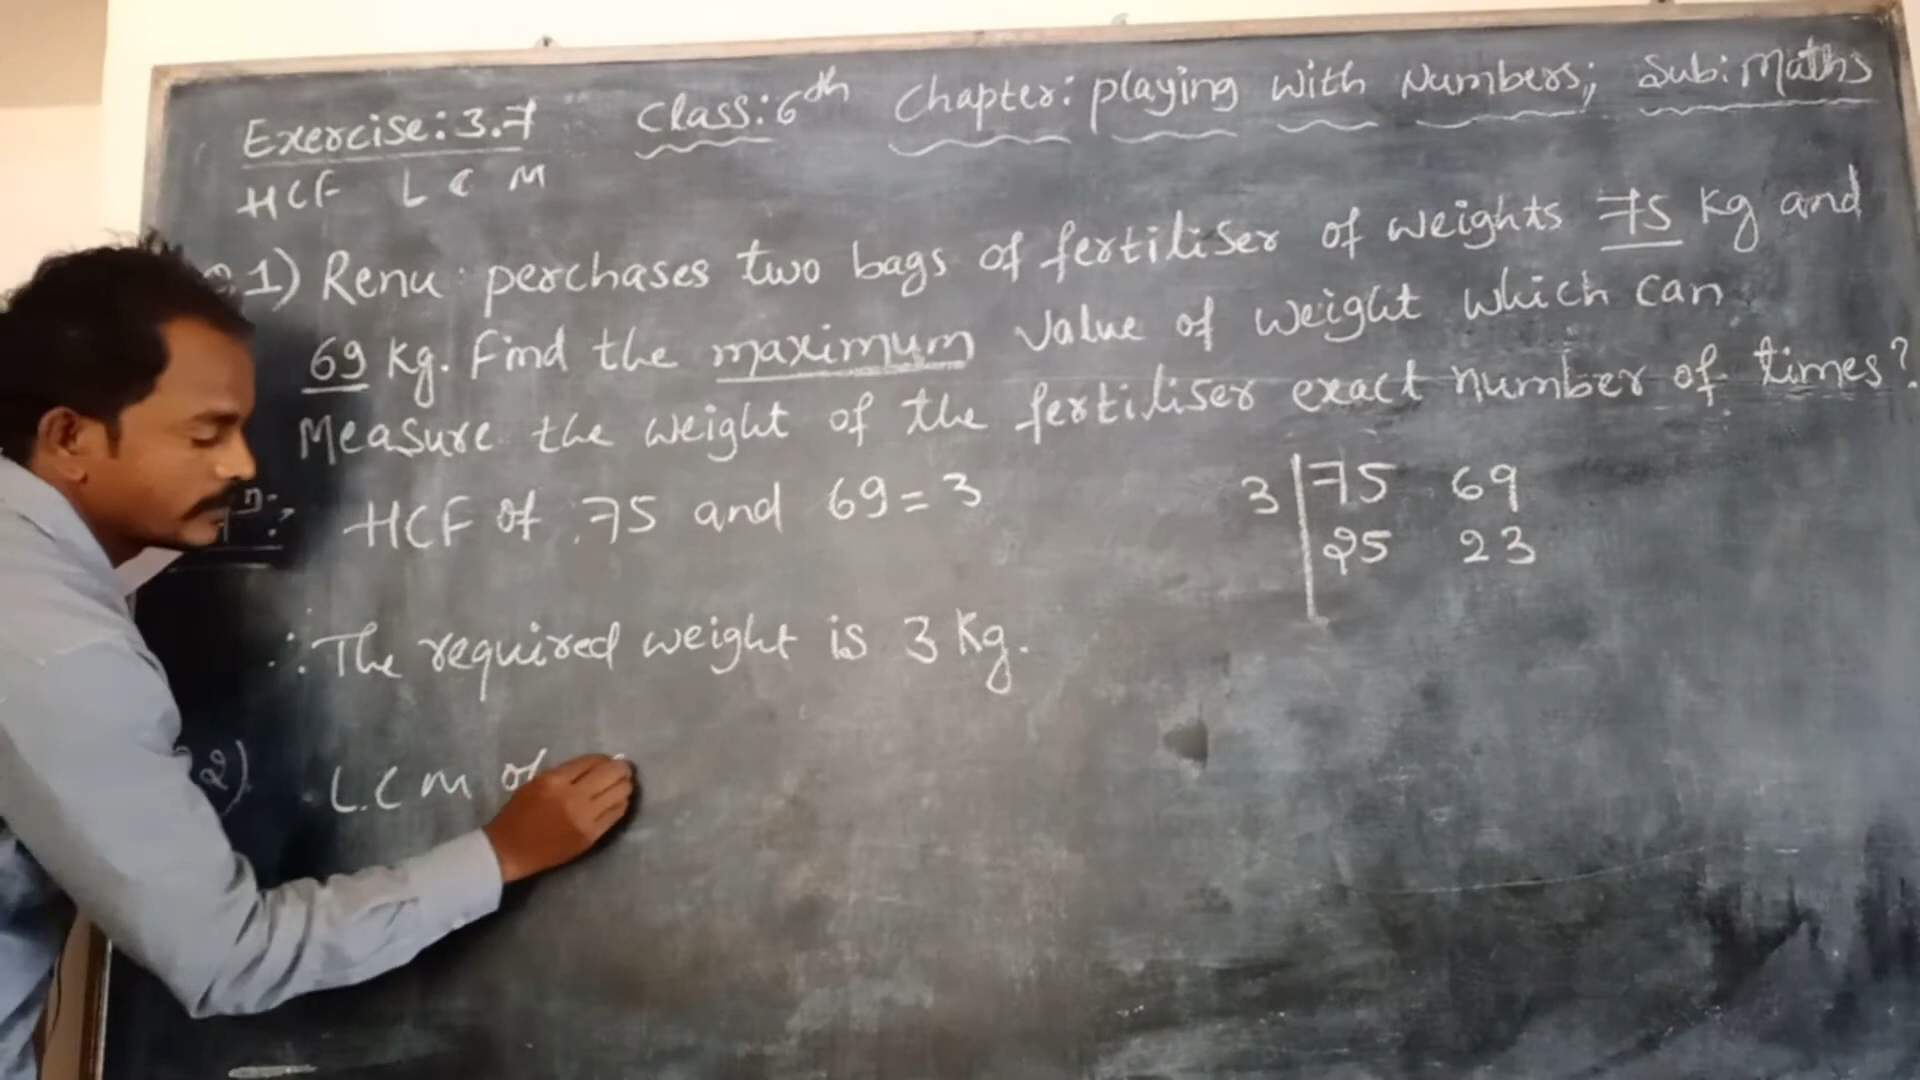 Exercise: 3.7 Class: 6th Chapter: playing with Numbers; Sub: Maths
HCF LCM
1) Renu perchases two bags of fertiliser of weights 75 Kg and
69 Kg. Find the maximum value of weight which can
Measure the weight of the fertiliser exact number of times?
HCF of 75 and 69 = 3
3 75 69
25 23
∴ The required weight is 3 Kg.
2) L.C M of